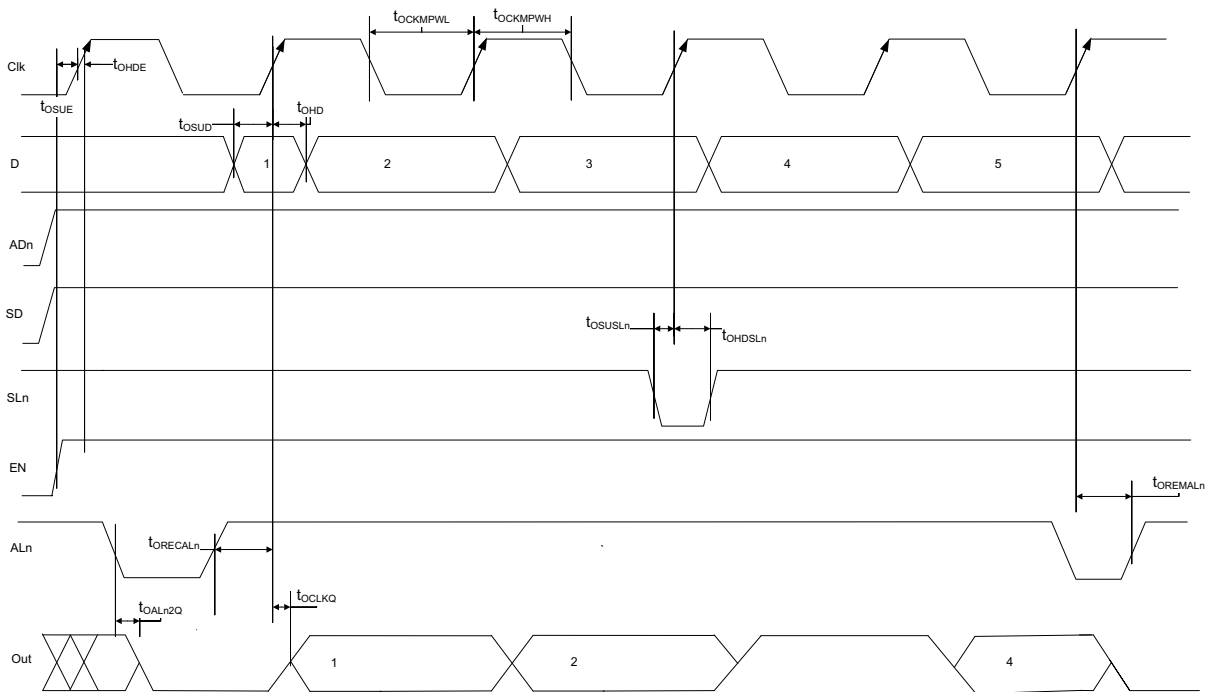 tOCKMPWL
tOCKMPWH
Clk
tOHDE
tOSUE
tOSUD
tOHD
D
1
2
3
4
5
ADn
SD
tOSUSLn
tOHDSLn
SLn
EN
tOREMALn
ALn
tORECALn
tOCLKQ
tOALn2Q
Out
1
2
4